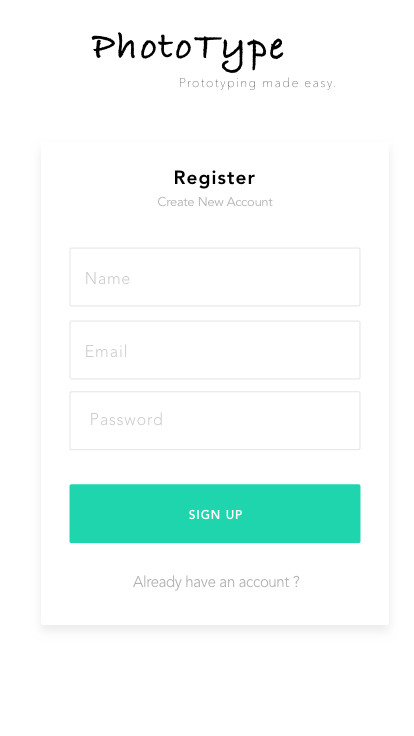 PhotoType
Prototyping made easy.
Register
Create New Account
Name
Email
Password
SIGN UP
Already have an account ?